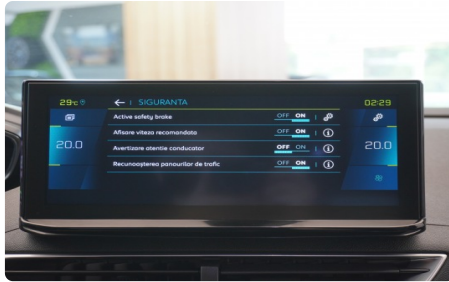 29°C
← | SIGURANTA
02:29
Active safety brake OFF ON
Afisare viteza recomandata OFF ON
20.0
20.0
Avertizare atentie conducator OFF ON
Recunoasterea panourilor de trafic OFF ON